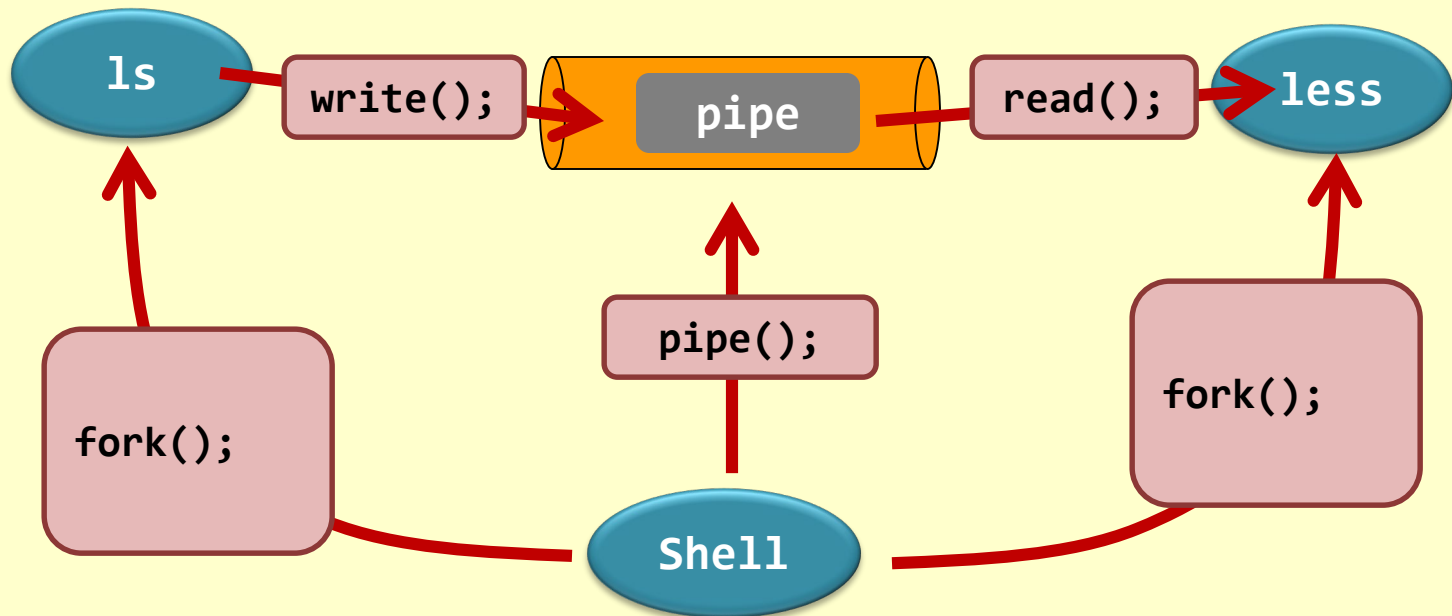 ls
write();
pipe
read();
less
pipe();
fork();
fork();
Shell